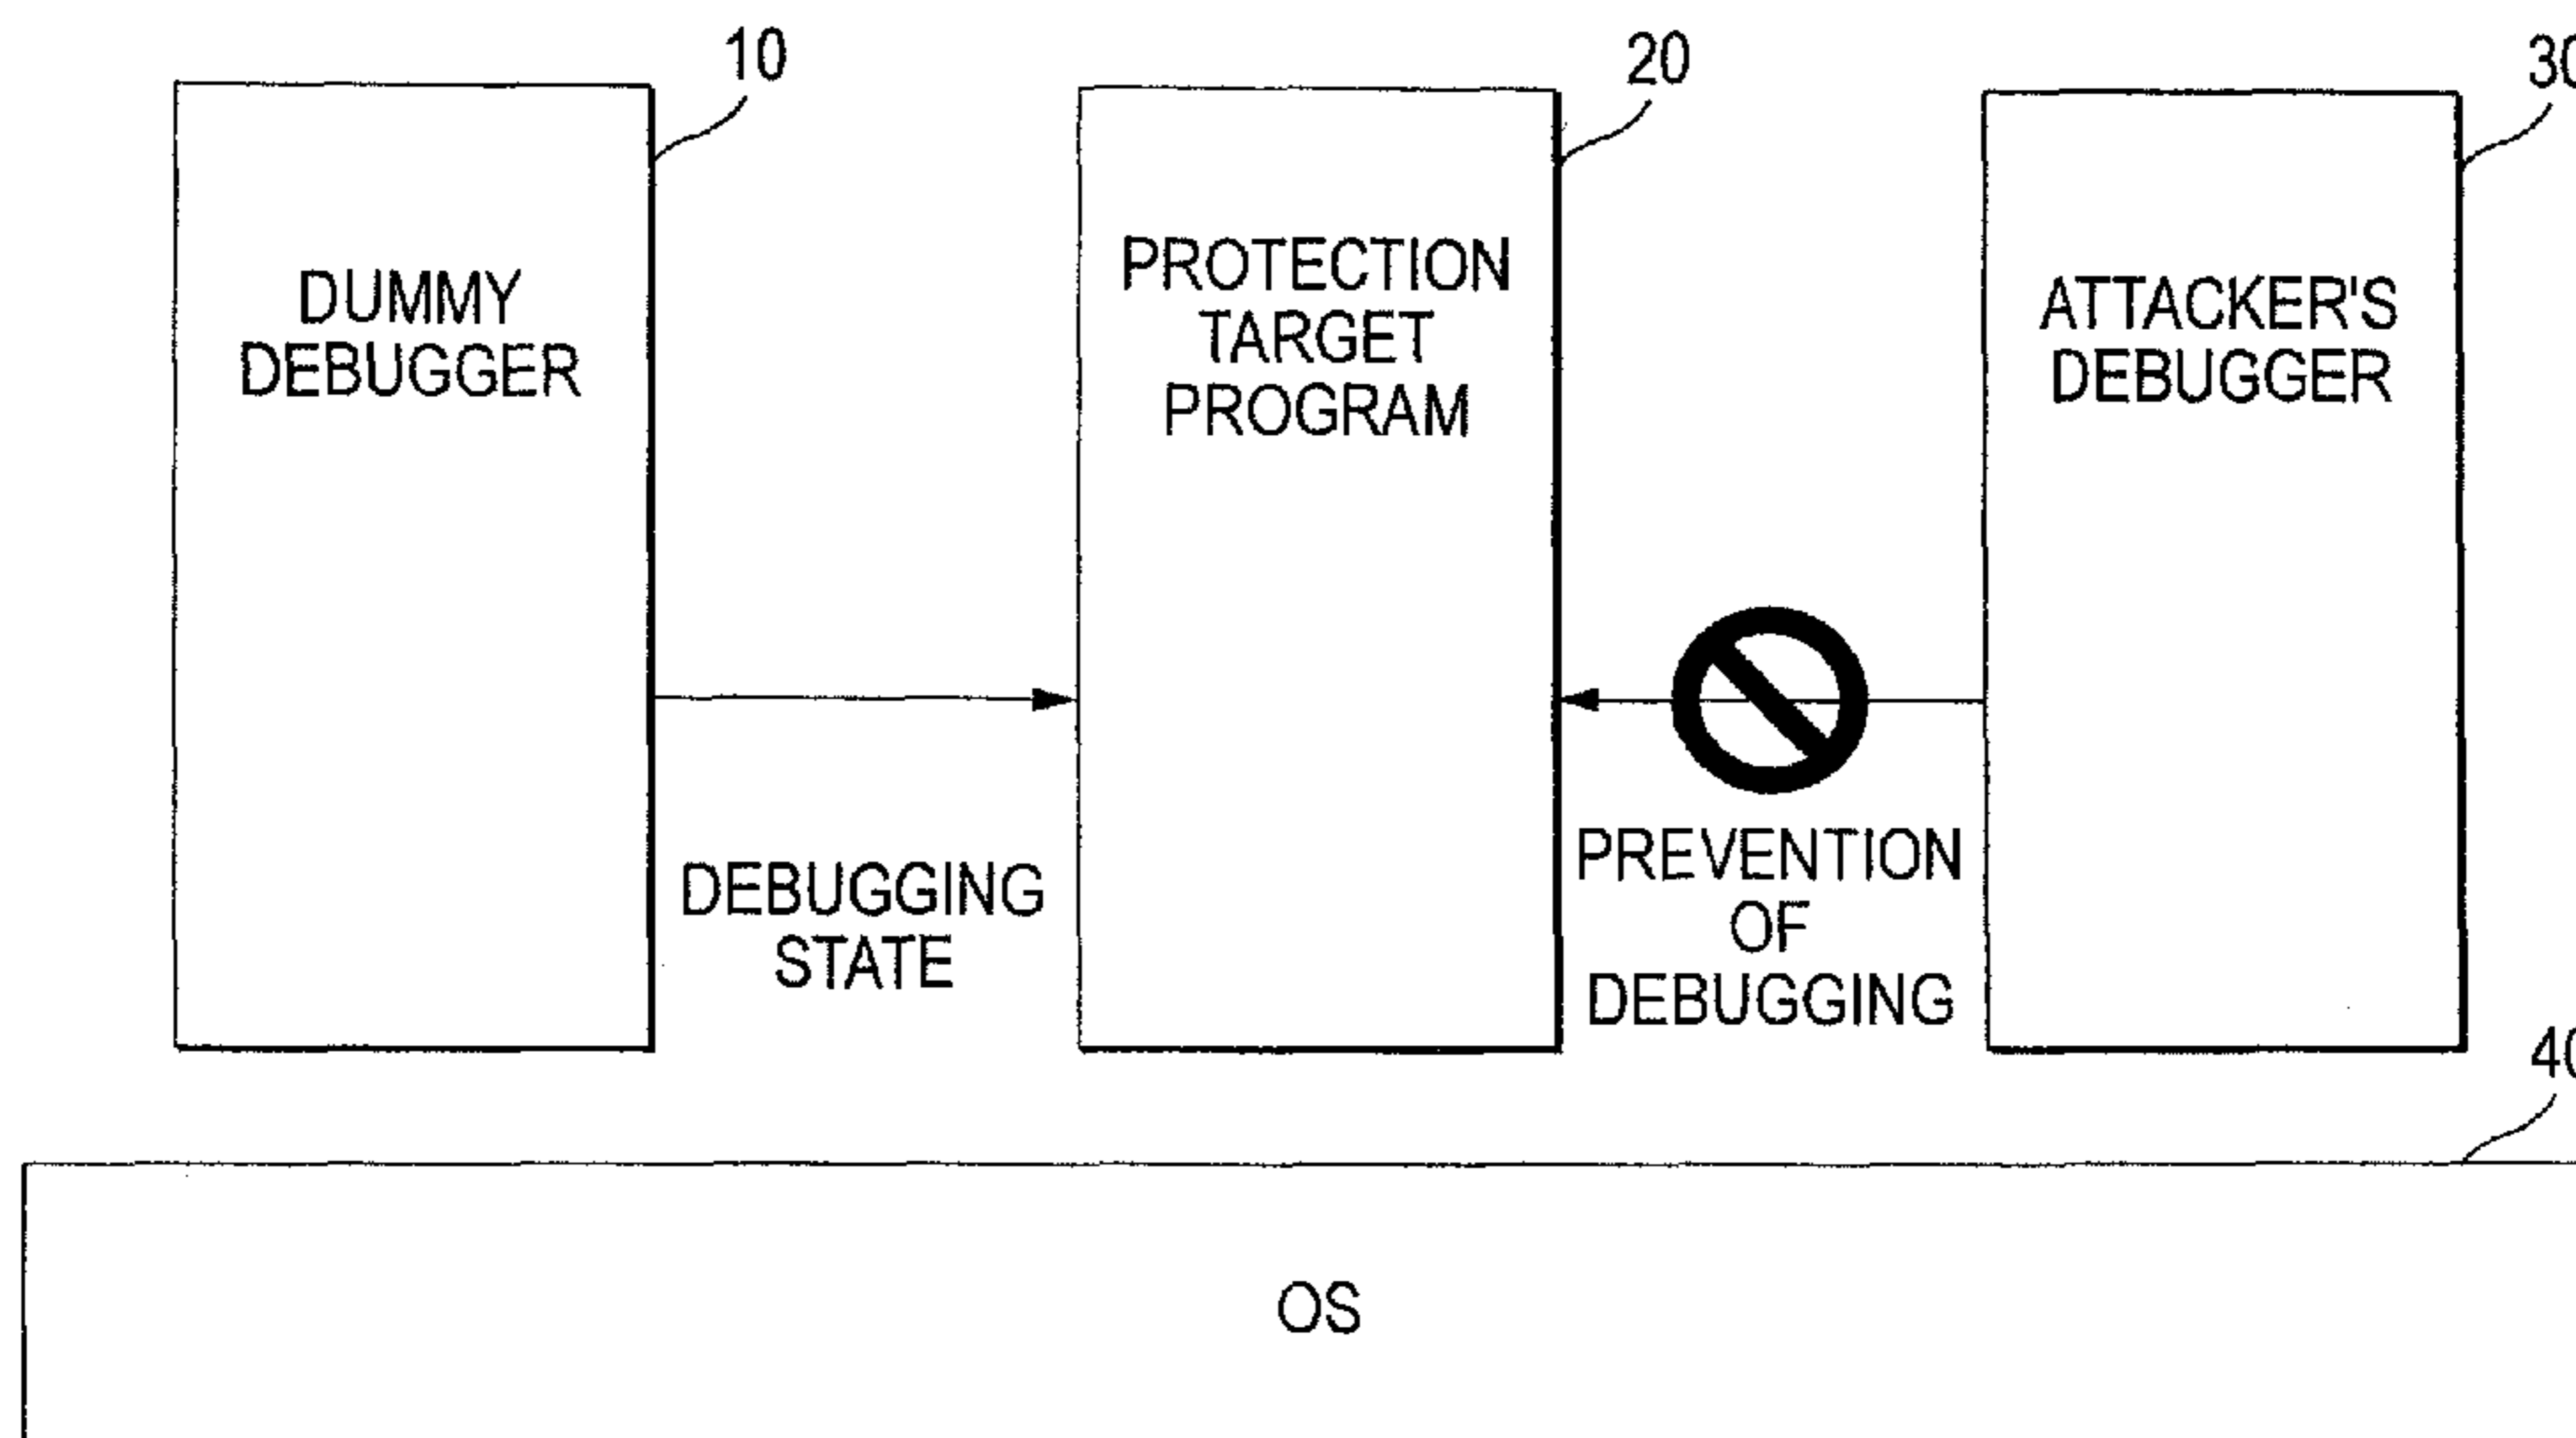 10
20
30
DUMMY
DEBUGGER
PROTECTION
TARGET
PROGRAM
ATTACKER'S
DEBUGGER
DEBUGGING
STATE
PREVENTION
OF
DEBUGGING
40
OS